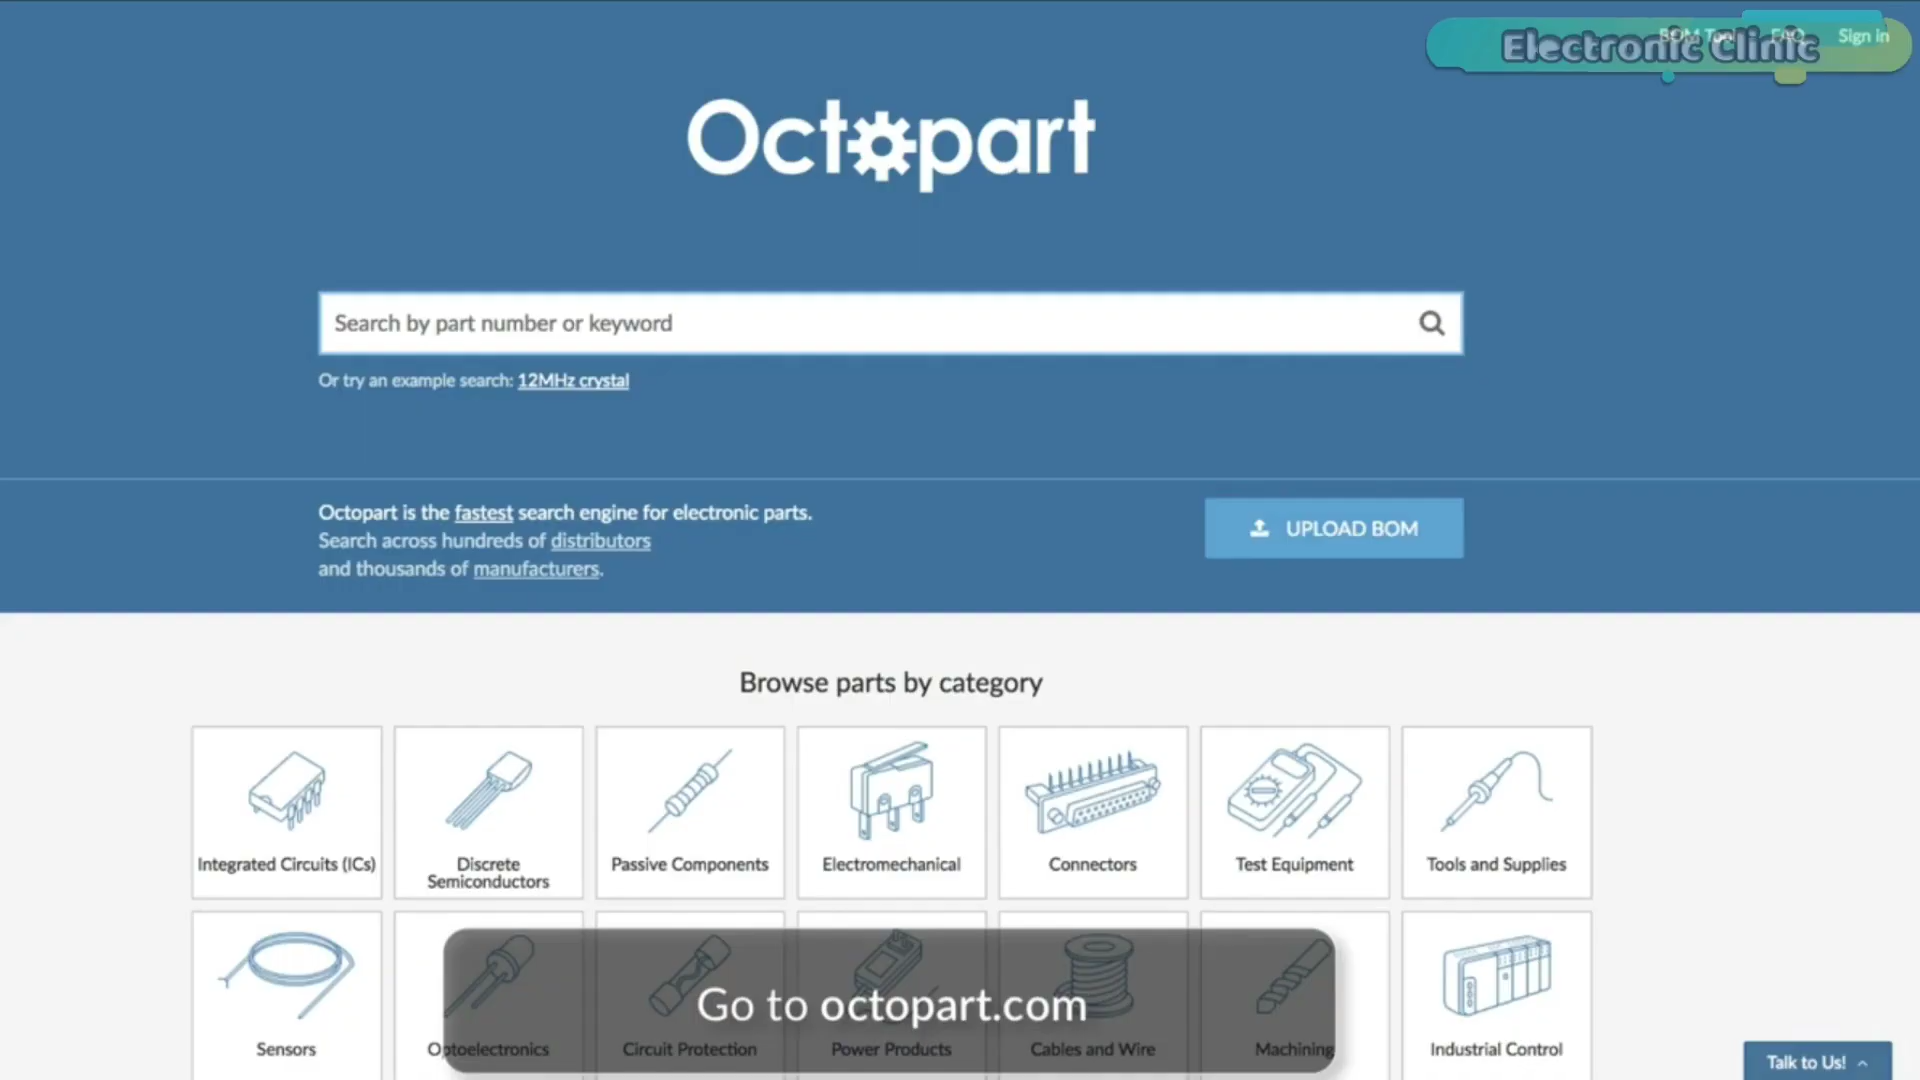 BOM Tool FAQ Sign in
Electronic Clinic
Octopart
Search by part number or keyword
Or try an example search: 12MHz crystal
Octopart is the fastest search engine for electronic parts.
Search across hundreds of distributors
and thousands of manufacturers.
UPLOAD BOM
Browse parts by category
Integrated Circuits (ICs)
Discrete
Semiconductors
Passive Components
Electromechanical
Connectors
Test Equipment
Tools and Supplies
Sensors
Optoelectronics
Circuit Protection
Power Products
Cables and Wire
Machining
Industrial Control
Go to octopart.com
Talk to Us!